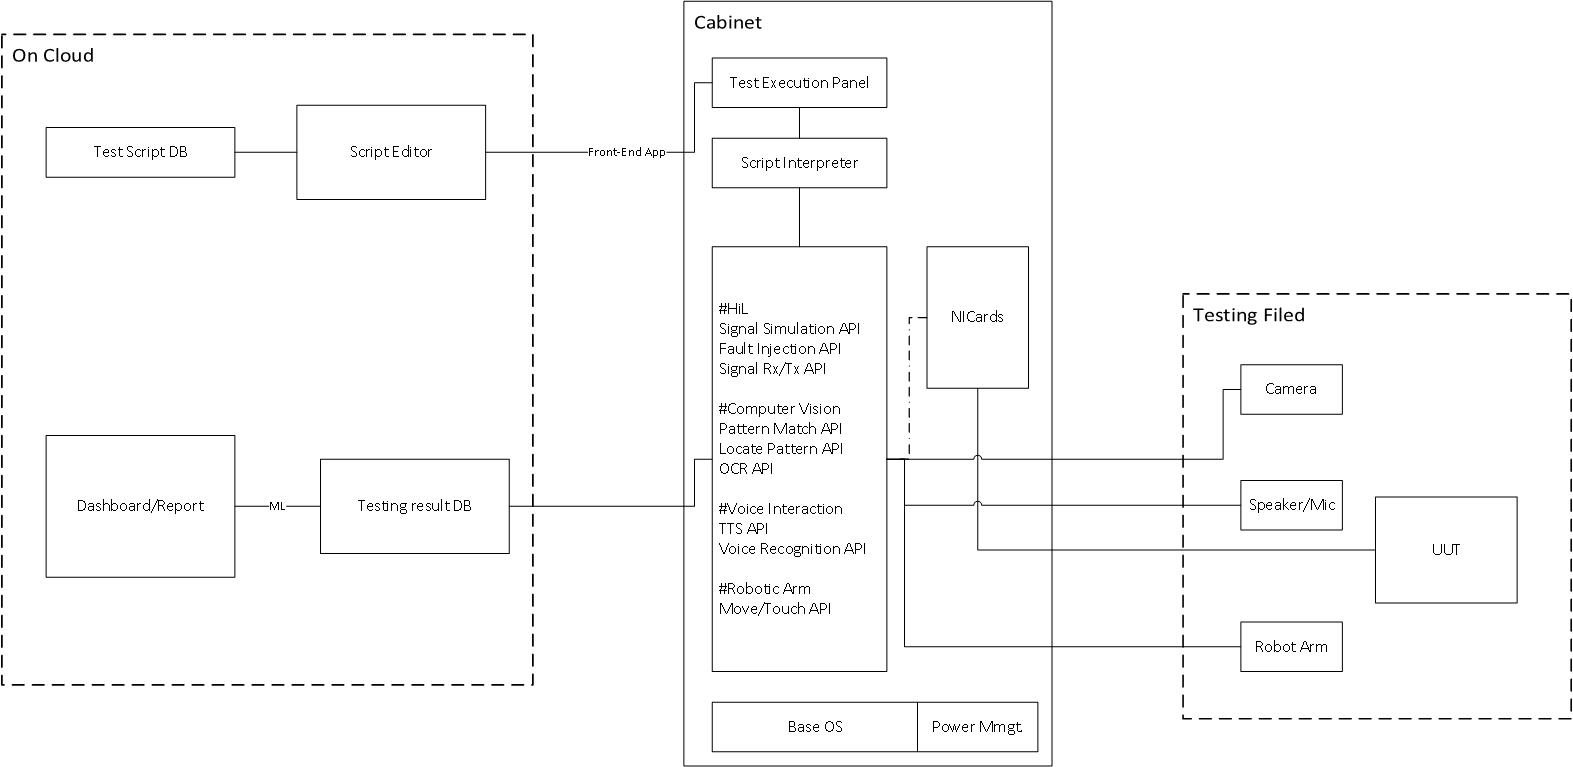 On Cloud
Test Script DB
Script Editor
Front-End App
Dashboard/Report
ML
Testing result DB
Cabinet
Test Execution Panel
Script Interpreter
#HiL
Signal Simulation API
Fault Injection API
Signal Rx/Tx API
#Computer Vision
Pattern Match API
Locate Pattern API
OCR API
#Voice Interaction
TTS API
Voice Recognition API
#Robotic Arm
Move/Touch API
NICards
Base OS
Power Mmgt.
Testing Filed
Camera
Speaker/Mic
UUT
Robot Arm